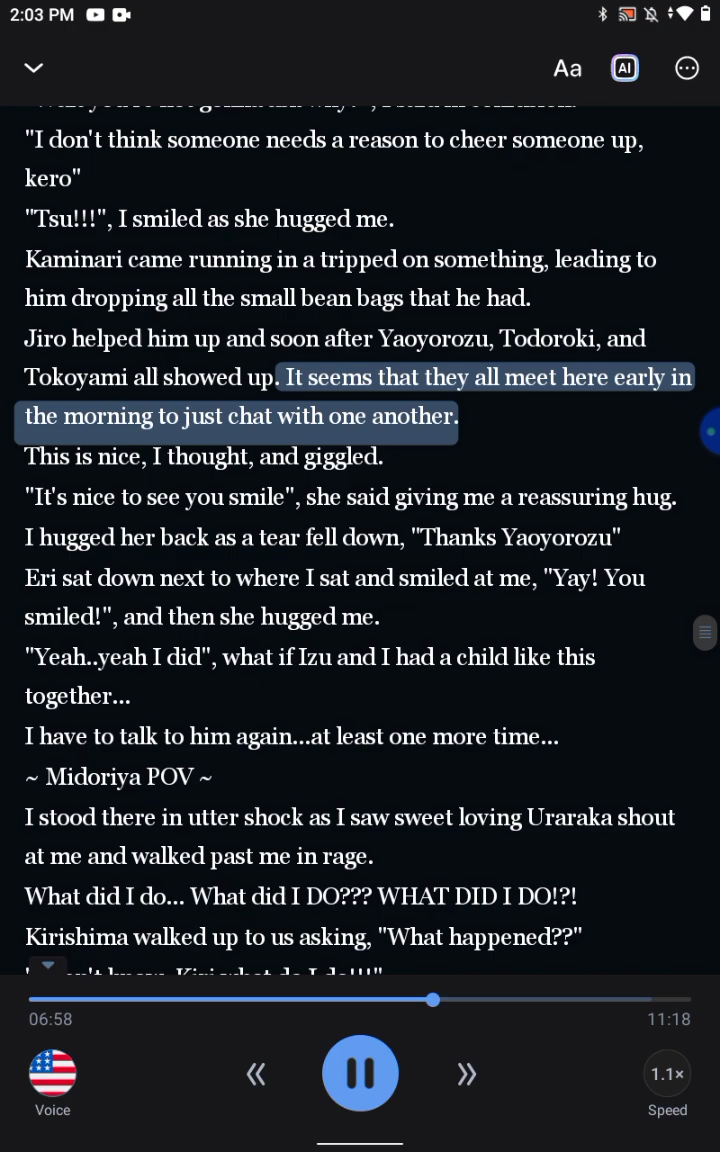 2:03 PM
Aa
AI
"I don't think someone needs a reason to cheer someone up,
kero"
"Tsu!!!", I smiled as she hugged me.
Kaminari came running in a tripped on something, leading to
him dropping all the small bean bags that he had.
Jiro helped him up and soon after Yaoyorozu, Todoroki, and
Tokoyami all showed up. It seems that they all meet here early in
the morning to just chat with one another.
This is nice, I thought, and giggled.
"It's nice to see you smile", she said giving me a reassuring hug.
I hugged her back as a tear fell down, "Thanks Yaoyorozu"
Eri sat down next to where I sat and smiled at me, "Yay! You
smiled!", and then she hugged me.
"Yeah..yeah I did", what if Izu and I had a child like this
together...
I have to talk to him again...at least one more time...
~ Midoriya POV ~
I stood there in utter shock as I saw sweet loving Uraraka shout
at me and walked past me in rage.
What did I do... What did I DO??? WHAT DID I DO!?!
Kirishima walked up to us asking, "What happened??"
know, Kiri what do I do!!!"
06:58
11:18
Voice
1.1×
Speed